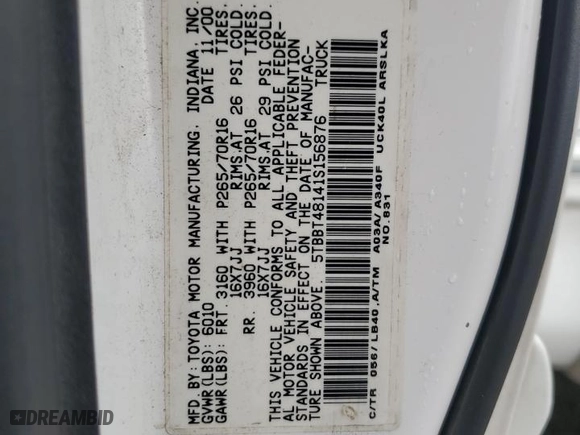 MFD. BY: TOYOTA MOTOR MANUFACTURING, INDIANA, INC.
GVWR(LBS): 6010 DATE 11/00
GAWR(LBS): FRT. 3160 WITH P265/70R16 TIRES.
16X7JJ RIMS.AT 26 PSI COLD.
RR. 3960 WITH P265/70R16 TIRES.
16X7JJ RIMS.AT 29 PSI COLD.
THIS VEHICLE CONFORMS TO ALL APPLICABLE FEDER-
AL MOTOR VEHICLE SAFETY AND THEFT PREVENTION
STANDARDS IN EFFECT ON THE DATE OF MANUFAC-
TURE SHOWN ABOVE. 5TBBT48141S156876 TRUCK
C/TR 056/LB40.A/TM A03A/A340F UCK40L ARSLKA
NO.831
DREAMBID